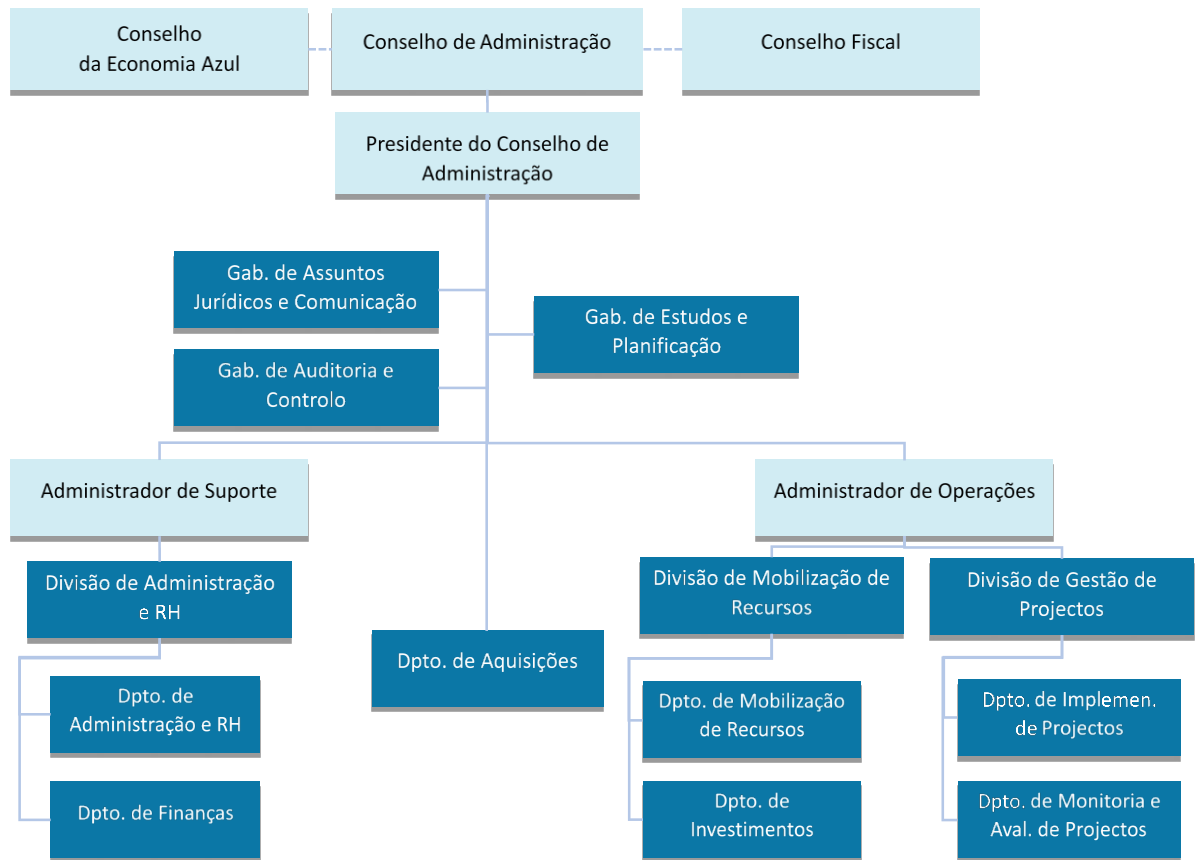 Conselho
da Economia Azul
Conselho de Administração
Conselho Fiscal
Presidente do Conselho de
Administração
Gab. de Assuntos
Jurídicos e Comunicação
Gab. de Estudos e
Planificação
Gab. de Auditoria e
Controlo
Administrador de Suporte
Administrador de Operações
Divisão de Administração
e RH
Divisão de Mobilização de
Recursos
Divisão de Gestão de
Projectos
Dpto. de Aquisições
Dpto. de
Administração e RH
Dpto. de Mobilização
de Recursos
Dpto. de Implemen.
de Projectos
Dpto. de Finanças
Dpto. de
Investimentos
Dpto. de Monitoria e
Aval. de Projectos